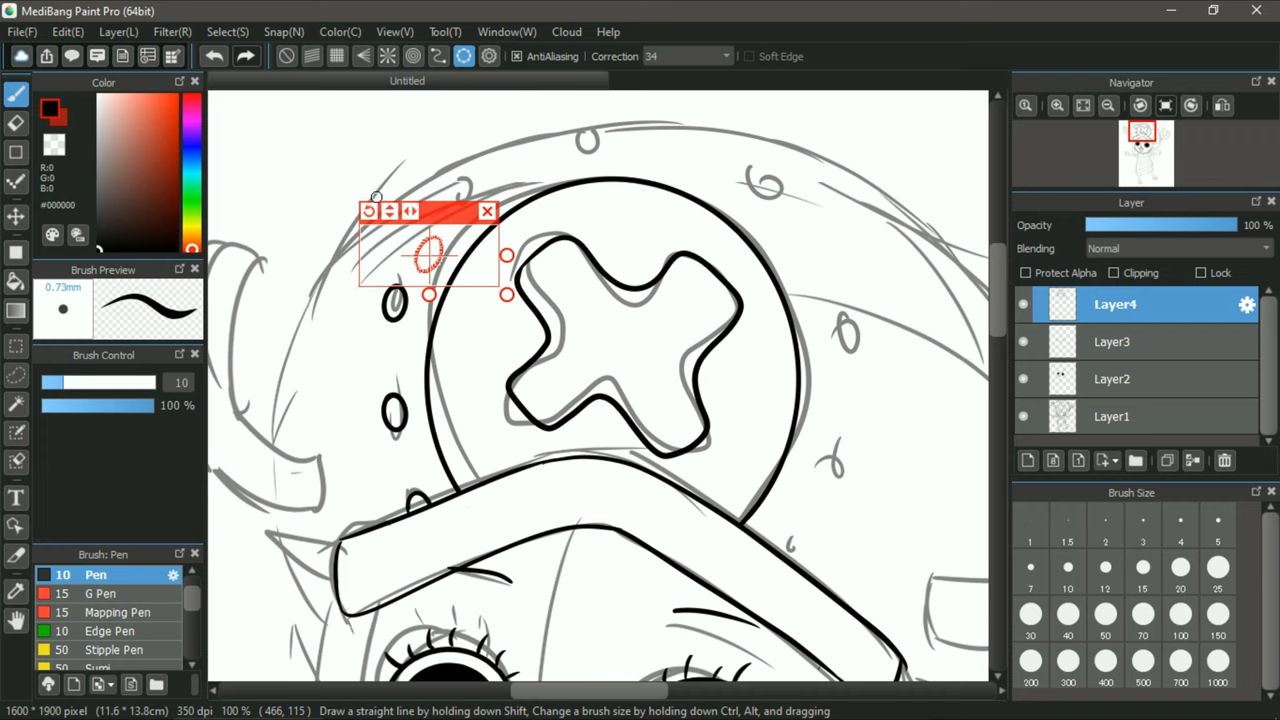 MediBang Paint Pro (64bit)
File(F) Edit(E) Layer(L) Filter(R) Select(S) Snap(N) Color(C) View(V) Tool(T) Window(W) Cloud Help
AntiAliasing Correction 34 Soft Edge
Untitled
Color
R:0
G:0
B:0
#000000
Brush Preview
0.73mm
Brush Control
10
100 %
Brush: Pen
10 Pen
15 G Pen
15 Mapping Pen
10 Edge Pen
50 Stipple Pen
50 Sumi
Navigator
Layer
Opacity 100 %
Blending Normal
Protect Alpha Clipping Lock
Layer4
Layer3
Layer2
Layer1
Brush Size
1 1.5 2 3 4 5
7 10 12 15 20 25
30 40 50 70 100 150
200 300 400 500 700 1000
1600 * 1900 pixel (11.6 * 13.8cm) 350 dpi 100 % ( 466, 115 ) Draw a straight line by holding down Shift, Change a brush size by holding down Ctrl, Alt, and dragging